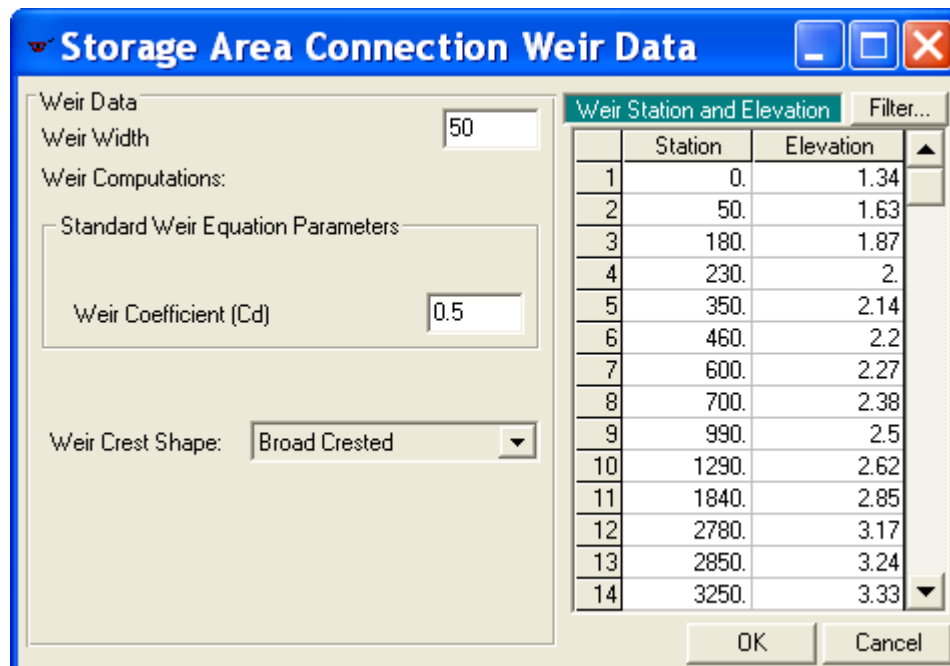 Storage Area Connection Weir Data
Weir Data
Weir Width 50
Weir Computations:
Standard Weir Equation Parameters
Weir Coefficient (Cd) 0.5
Weir Crest Shape: Broad Crested
Weir Station and Elevation Filter...
Station Elevation
1 0. 1.34
2 50. 1.63
3 180. 1.87
4 230. 2.
5 350. 2.14
6 460. 2.2
7 600. 2.27
8 700. 2.38
9 990. 2.5
10 1290. 2.62
11 1840. 2.85
12 2780. 3.17
13 2850. 3.24
14 3250. 3.33
OK Cancel